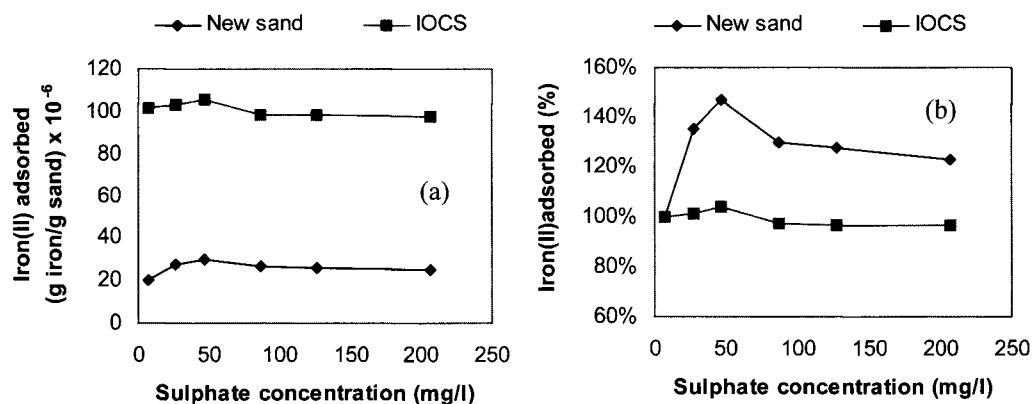 New sand IOCS
Iron(II) adsorbed
(g iron/g sand) x 10⁻⁶
120
100
80
60
40
20
0
(a)
0 50 100 150 200 250
Sulphate concentration (mg/l)
New sand IOCS
Iron(II)adsorbed (%)
160%
140%
120%
100%
80%
60%
(b)
0 50 100 150 200 250
Sulphate concentration (mg/l)